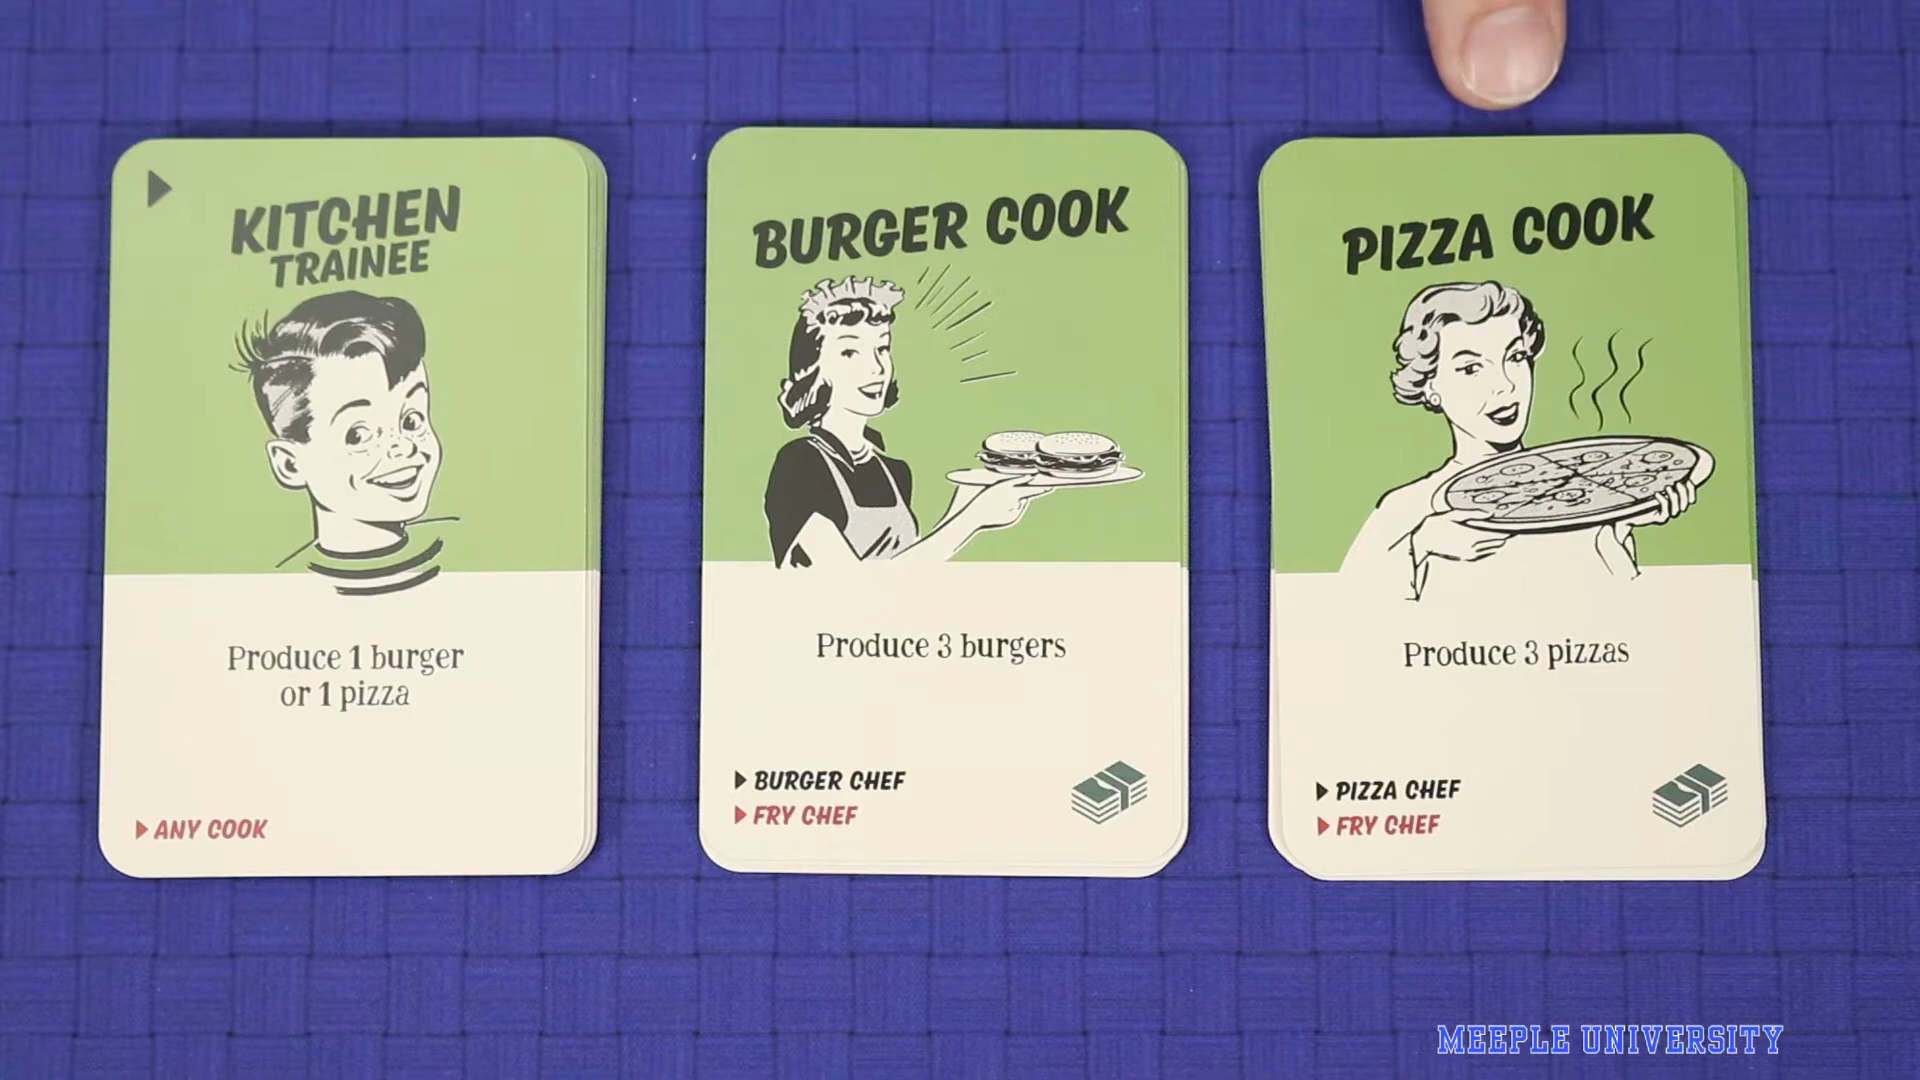 KITCHEN
TRAINEE
Produce 1 burger
or 1 pizza
ANY COOK
BURGER COOK
Produce 3 burgers
BURGER CHEF
FRY CHEF
PIZZA COOK
Produce 3 pizzas
PIZZA CHEF
FRY CHEF
MEEPLE UNIVERSITY